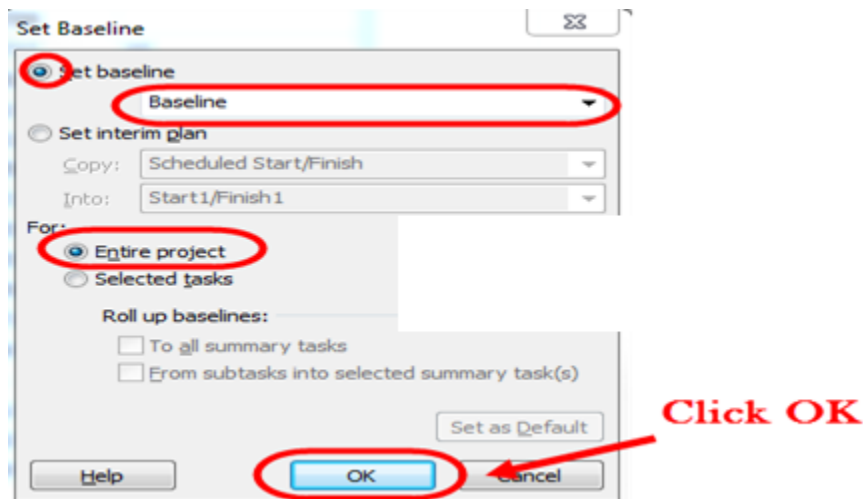 Set Baseline
Set baseline
Baseline
Set interim plan
Copy: Scheduled Start/Finish
Into: Start1/Finish1
For:
Entire project
Selected tasks
Roll up baselines:
To all summary tasks
From subtasks into selected summary task(s)
Set as Default
Click OK
Help OK Cancel